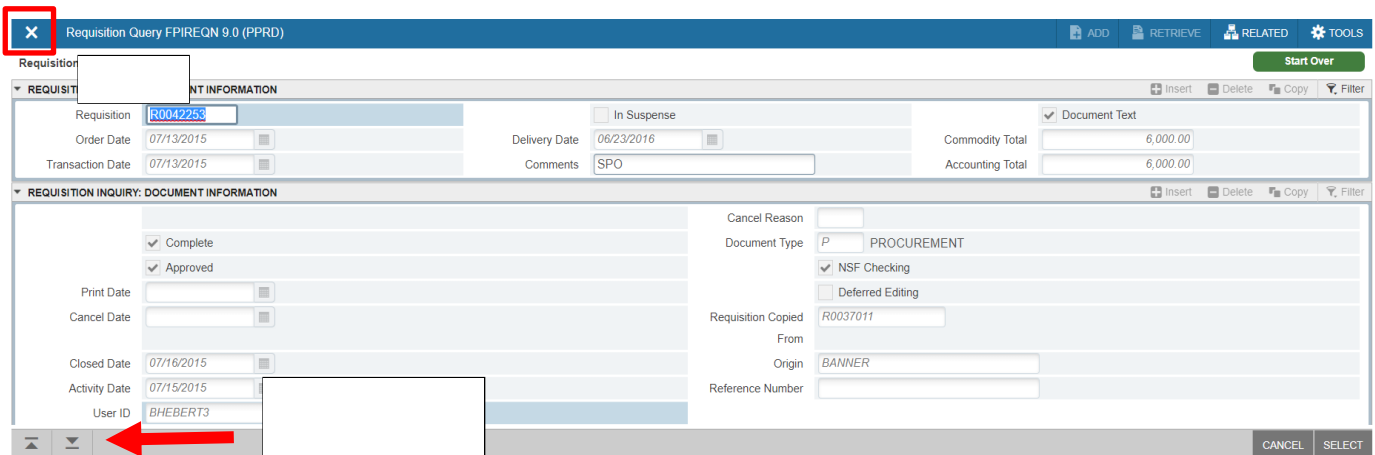 Requisition Query FPIREQN 9.0 (PPRD) ADD RETRIEVE RELATED TOOLS
Requisition Start Over
INFORMATION Insert Delete Copy Filter
Requisition R0042253 In Suspense Document Text
Order Date 07/13/2015 Delivery Date 06/23/2016 Commodity Total 6,000.00
Transaction Date 07/13/2015 Comments SPO Accounting Total 6,000.00
REQUISITION INQUIRY: DOCUMENT INFORMATION Insert Delete Copy Filter
Cancel Reason
Complete Document Type P PROCUREMENT
Approved NSF Checking
Print Date Deferred Editing
Cancel Date Requisition Copied R0037011
From
Closed Date 07/16/2015 Origin BANNER
Activity Date 07/15/2015 Reference Number
User ID BHEBERT3
CANCEL SELECT